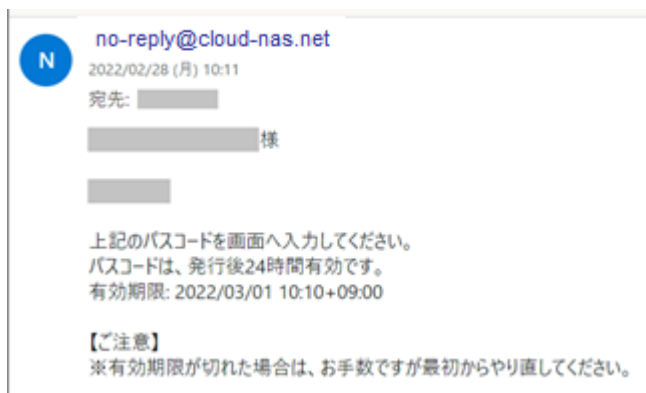 no-reply@cloud-nas.net
N
2022/02/28 (月) 10:11
宛先:
様
上記のパスコードを画面へ入力してください。
パスコードは、発行後24時間有効です。
有効期限: 2022/03/01 10:10+09:00
【ご注意】
※有効期限が切れた場合は、お手数ですが最初からやり直してください。